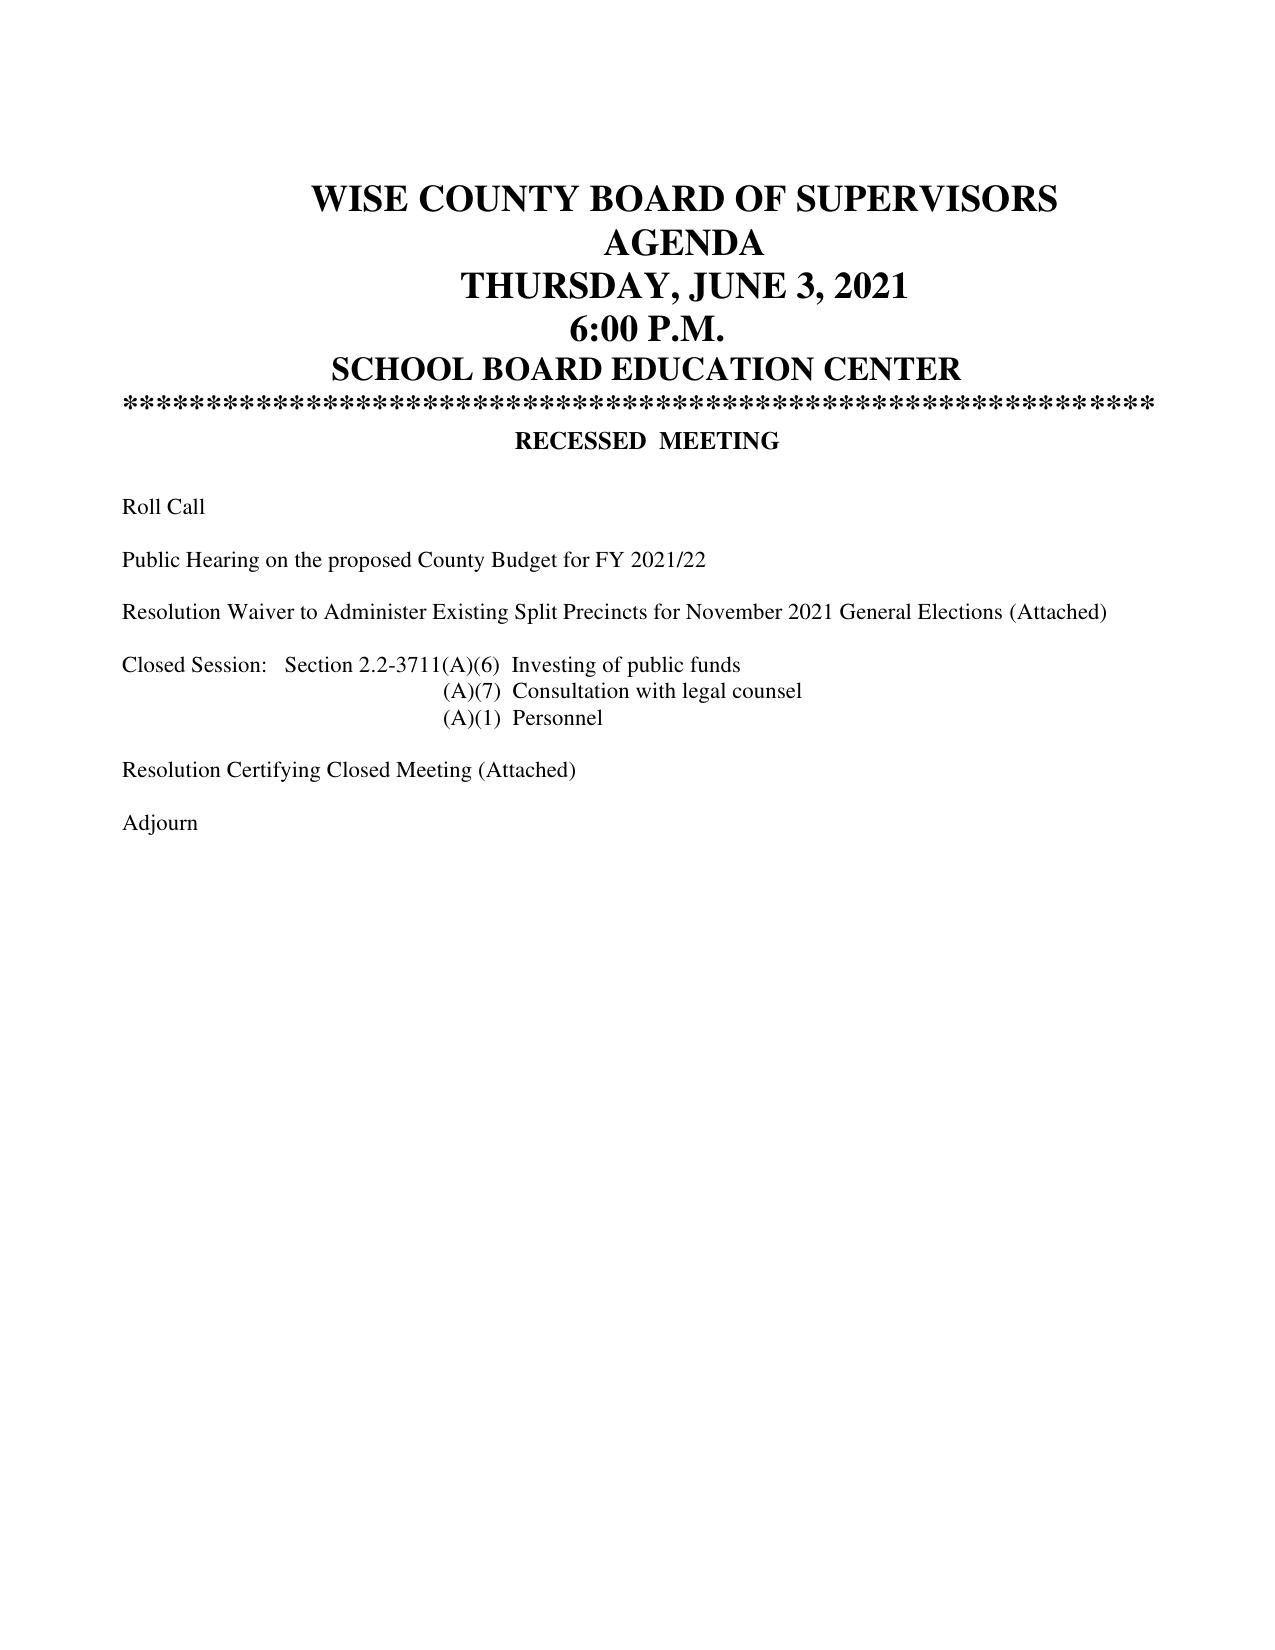 WISE COUNTY BOARD OF SUPERVISORS
AGENDA
THURSDAY, JUNE 3, 2021
6:00 P.M.
SCHOOL BOARD EDUCATION CENTER
**************************************************************
RECESSED  MEETING
Roll Call
Public Hearing on the proposed County Budget for FY 2021/22
Resolution Waiver to Administer Existing Split Precincts for November 2021 General Elections (Attached)
Closed Session:   Section 2.2-3711(A)(6)  Investing of public funds
(A)(7)  Consultation with legal counsel
(A)(1)  Personnel
Resolution Certifying Closed Meeting (Attached)
Adjourn